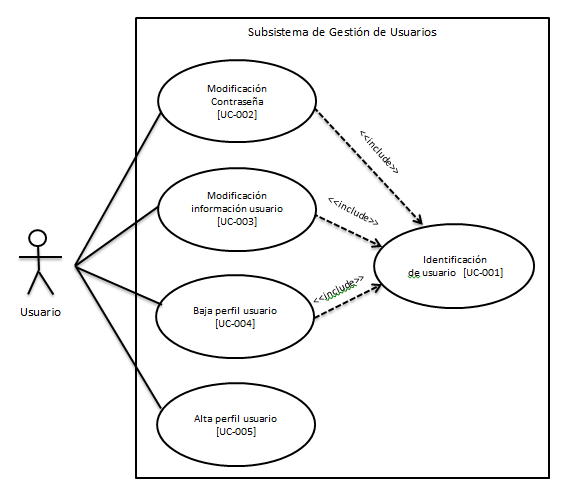 Subsistema de Gestión de Usuarios
Modificación
Contraseña
[UC-002]
<<include>>
Modificación
información usuario
[UC-003]
<<include>>
Identificación
de usuario [UC-001]
Usuario
Baja perfil usuario
[UC-004]
<<include>>
Alta perfil usuario
[UC-005]